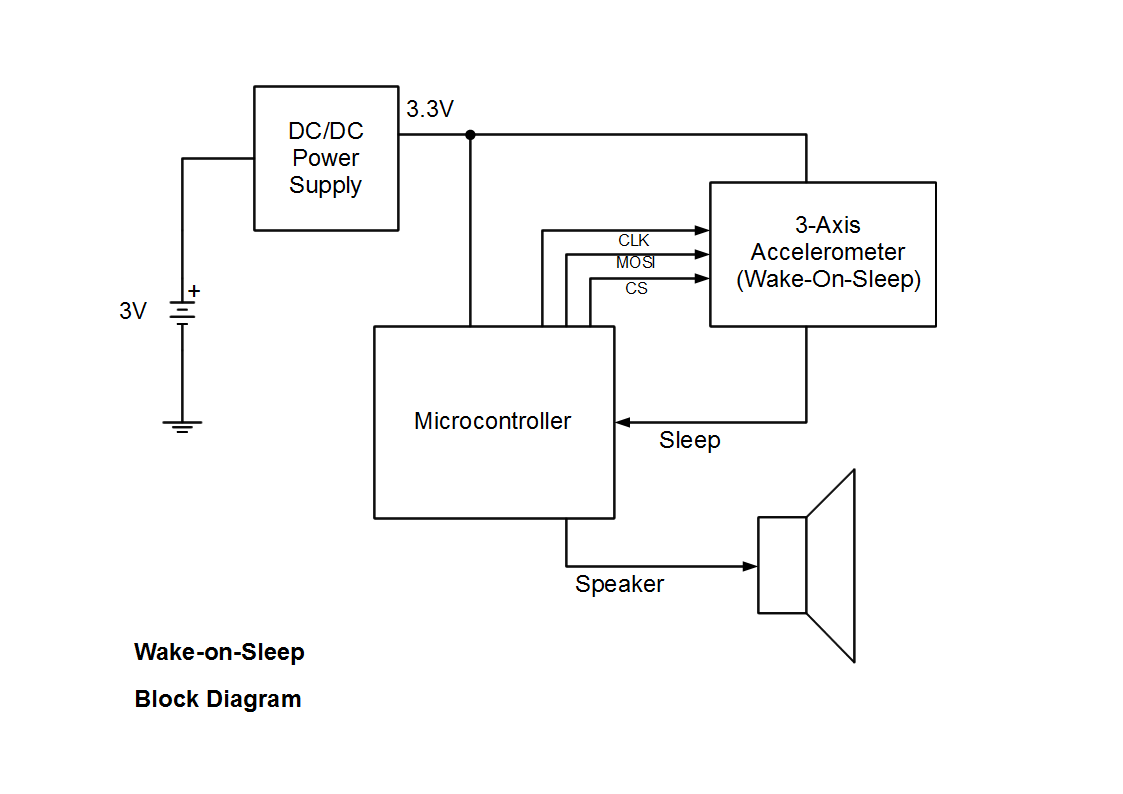 3.3V
DC/DC
Power
Supply
3-Axis
Accelerometer
(Wake-On-Sleep)
CLK
MOSI
CS
+
3V
Microcontroller
Sleep
Speaker
Wake-on-Sleep
Block Diagram